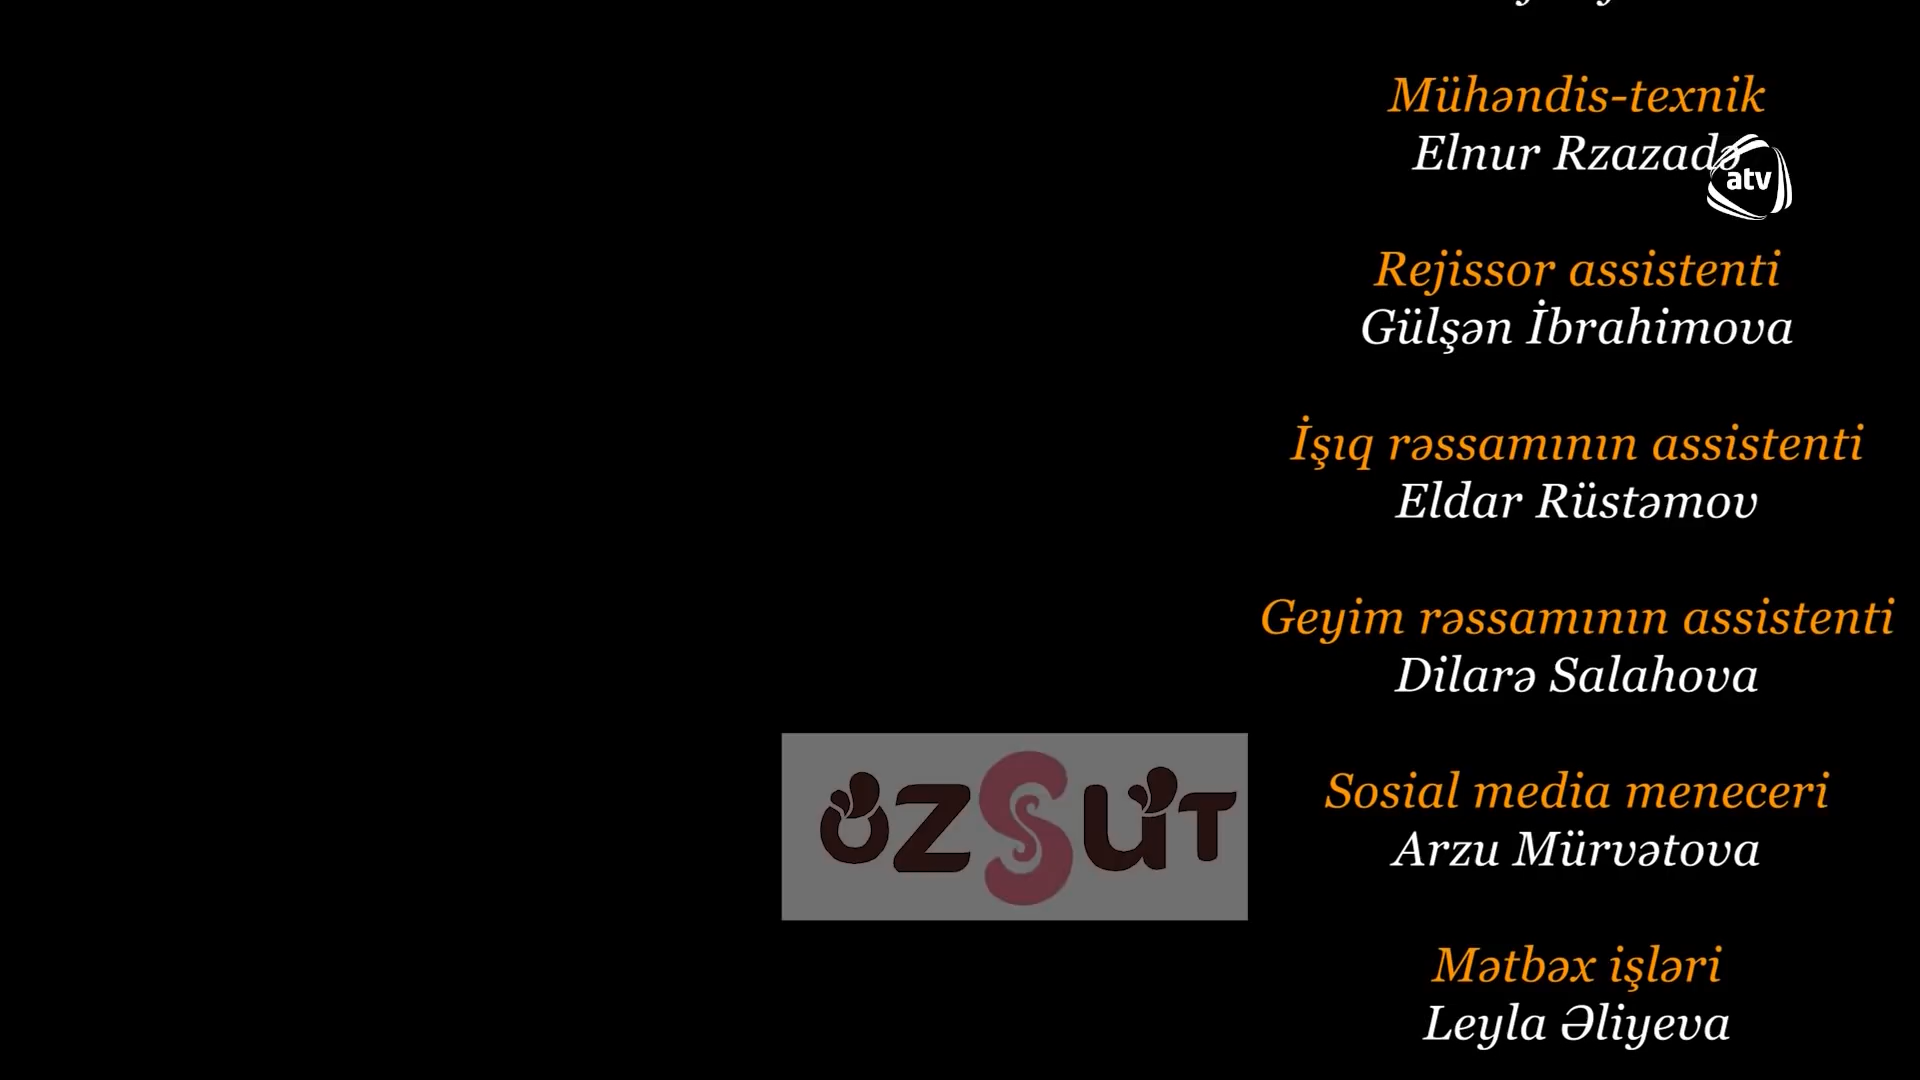 Mühəndis-texnik
Elnur Rzazadə
atv
Rejissor assistenti
Gülşən İbrahimova
İşıq rəssamının assistenti
Eldar Rüstəmov
Geyim rəssamının assistenti
Dilarə Salahova
ÖZSÜT
Sosial media meneceri
Arzu Mürvətova
Mətbəx işləri
Leyla Əliyeva